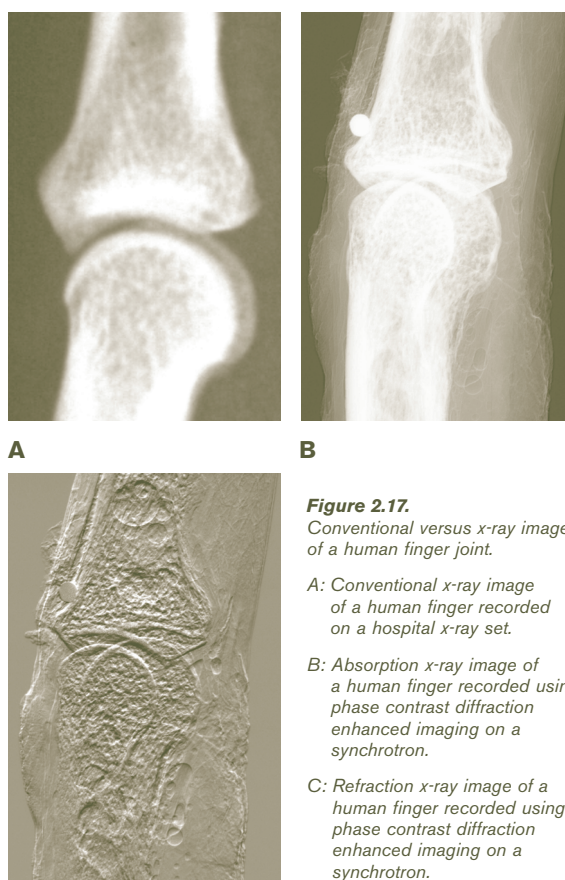 A
B
Figure 2.17.
Conventional versus x-ray image
of a human finger joint.
A: Conventional x-ray image
of a human finger recorded
on a hospital x-ray set.
B: Absorption x-ray image of
a human finger recorded usin
phase contrast diffraction
enhanced imaging on a
synchrotron.
C: Refraction x-ray image of a
human finger recorded using
phase contrast diffraction
enhanced imaging on a
synchrotron.